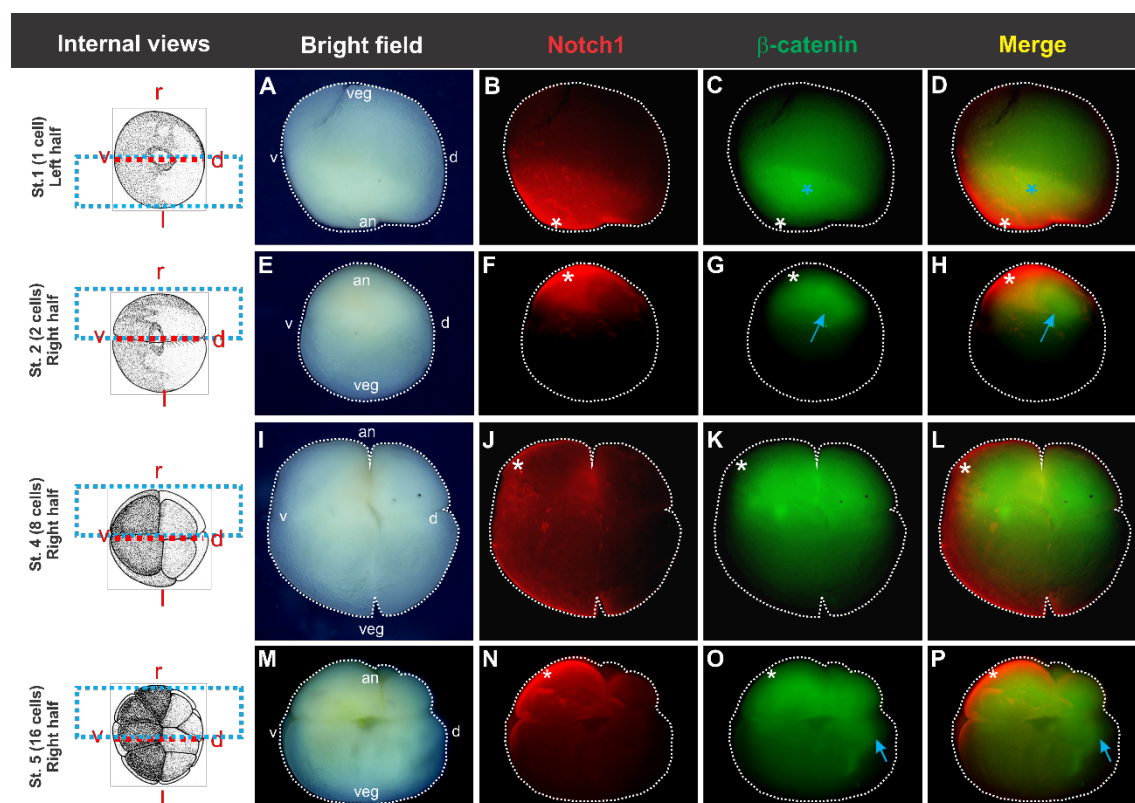 Internal views Bright field Notch1 β-catenin Merge
St.1 (1 cell)
Left half
r
v d
l
A veg
v d
an
B
*
C
*
*
D
*
*
St. 2 (2 cells)
Right half
r
v d
l
E
an
v d
veg
F
*
G
*
H
*
St. 4 (8 cells)
Right half
r
v d
l
I an
v d
veg
J
*
K
*
L
*
St. 5 (16 cells)
Right half
r
v d
l
M
an
v d
veg
N
*
O
*
P
*